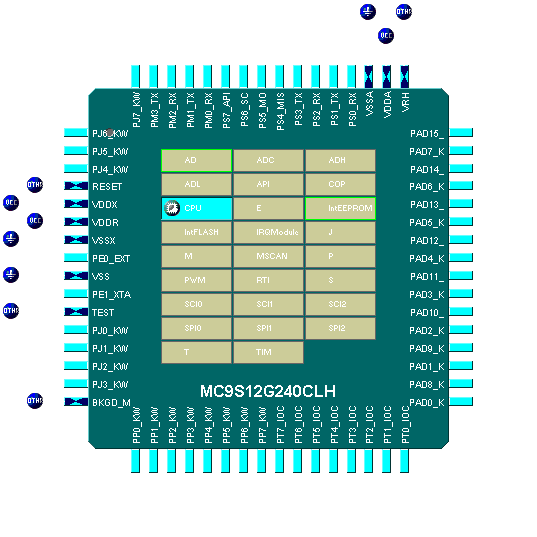 OTHS
VCC
PJ7_KW
PM3_TX
PM2_RX
PM1_TX
PM0_RX
PS7_API
PS6_SC
PS5_MO
PS4_MIS
PS3_TX
PS2_RX
PS1_TX
PS0_RX
VSSA
VDDA
VRH
PJ6_KW
PJ5_KW
PJ4_KW
OTHS RESET
VCC VDDX
VCC VDDR
VSSX
PE0_EXT
VSS
PE1_XTA
OTHS TEST
PJ0_KW
PJ1_KW
PJ2_KW
PJ3_KW
OTHS BKGD_M
AD ADC ADH
ADL API COP
CPU E IntEEPROM
IntFLASH IRQModule J
M MSCAN P
PWM RTI S
SCI0 SCI1 SCI2
SPI0 SPI1 SPI2
T TIM
PAD15_
PAD7_K
PAD14_
PAD6_K
PAD13_
PAD5_K
PAD12_
PAD4_K
PAD11_
PAD3_K
PAD10_
PAD2_K
PAD9_K
PAD1_K
PAD8_K
PAD0_K
MC9S12G240CLH
PP0_KW
PP1_KW
PP2_KW
PP3_KW
PP4_KW
PP5_KW
PP6_KW
PP7_KW
PT7_IOC
PT6_IOC
PT5_IOC
PT4_IOC
PT3_IOC
PT2_IOC
PT1_IOC
PT0_IOC